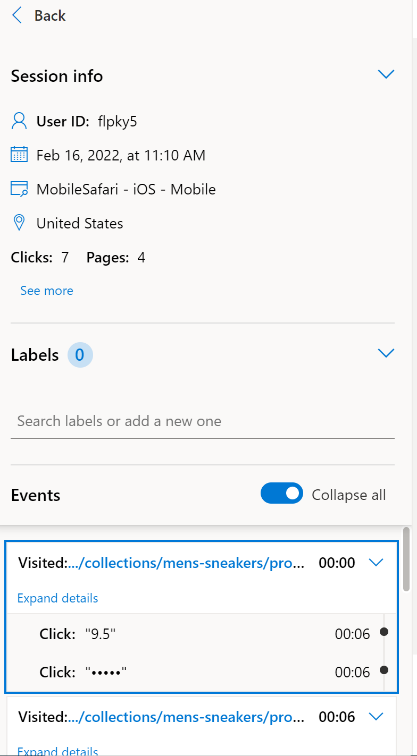 Back
Session info
User ID: flpky5
Feb 16, 2022, at 11:10 AM
MobileSafari - iOS - Mobile
United States
Clicks: 7 Pages: 4
See more
Labels 0
Search labels or add a new one
Events Collapse all
Visited:.../collections/mens-sneakers/pro... 00:00
Expand details
Click: "9.5" 00:06
Click: "•••••" 00:06
Visited:.../collections/mens-sneakers/pro... 00:06
Expand details